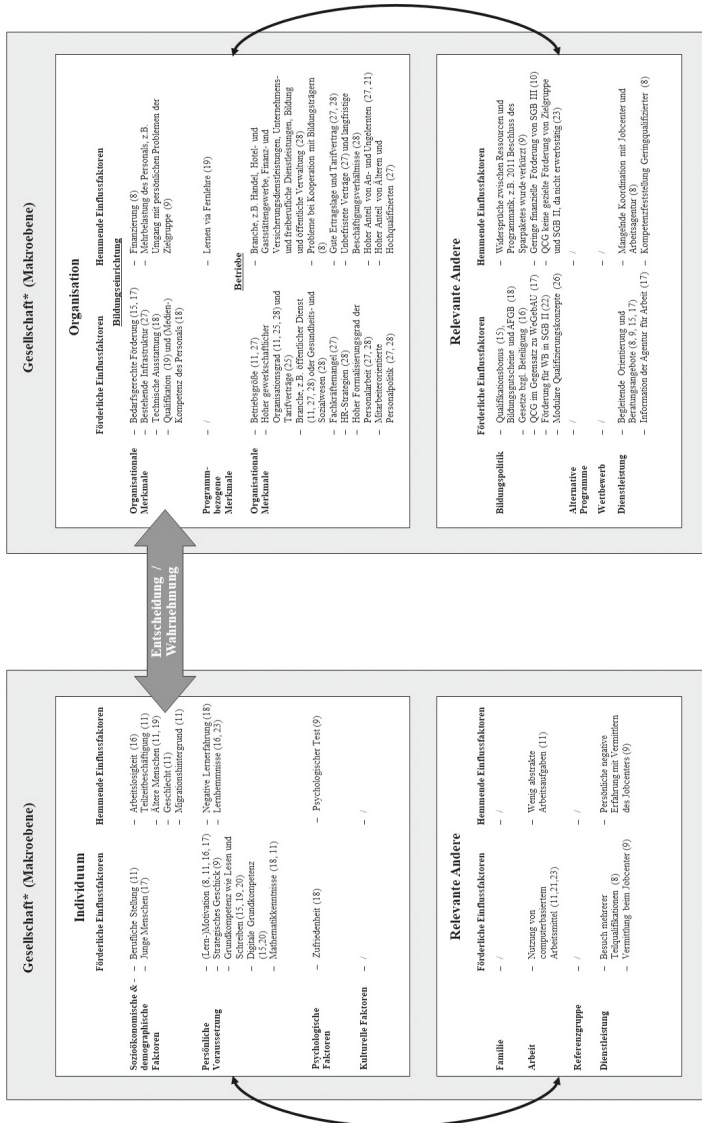 Gesellschaft* (Makroebene)
Individuum
Förderliche Einflussfaktoren
Hemmende Einflussfaktoren
Sozioökonomische & -
demographische
Faktoren
– Berufliche Stellung (11)
– Junge Menschen (17)
– Arbeitslosigkeit (16)
Teilzeitbeschäftigung (11)
– Ältere Menschen (11, 19)
– Geschlecht (11)
– Migrationshintergrund (11)
Persönliche
Voraussetzung
– (Lern-)Motivation (8, 11, 16, 17)
– Strategisches Geschick (9)
– Grundkompetenz wie Lesen und
Schreiben (15, 19, 20)
Digitale Grundkompetenz
(15,20)
– Mathematikkenntnisse (18, 11)
– Negative Lernerfahrung (18)
– Lernhemmnisse (16, 23)
Psychologische
Faktoren
– Zufriedenheit (18)
– Psychologischer Test (9)
Kulturelle Faktoren
– /
– /
Relevante Andere
Förderliche Einflussfaktoren
Hemmende Einflussfaktoren
Familie
– /
– /
Arbeit
– Nutzung von
computerbasiertem
Arbeitsmittel (11,21,23)
Wenig abstrakte
Arbeitsaufgaben (11)
Referenzgruppe
– /
– /
Dienstleistung
– Besuch mehrerer
Teilqualifikationen (8)
– Vermittlung beim Jobcenter (9)
Persönliche negative
Erfahrung mit Vermittlern
des Jobcenters (9)
Entscheidung /
Wahrnehmung
Gesellschaft* (Makroebene)
Organisation
Förderliche Einflussfaktoren
Hemmende Einflussfaktoren
Bildungseinrichtung
Organisationale
Merkmale
– Bedarfsgerechte Förderung (15, 17)
– Bestehende Infrastruktur (27)
– Technische Ausstattung (18)
– Qualifikation (19) und (Medien-)
Kompetenz des Personals (18)
– Finanzierung (8)
– Mehrbelastung des Personals, z.B.
Umgang mit persönlichen Problemen der
Zielgruppe (9)
Programm-
bezogene
Merkmale
– /
– Lernen via Fernlehre (19)
Betriebe
Organisationale
Merkmale
– Betriebsgröße (11, 27)
– Hoher gewerkschaftlicher
Organisationsgrad (11, 25, 28) und
Tarifverträge (25)
– Branche, z.B. öffentlicher Dienst
(11, 27, 28) oder Gesundheits- und
Sozialwesen (28)
– Fachkräftemangel (27)
– HR-Strategien (28)
– Hoher Formalisierungsgrad der
Personalarbeit (27, 28)
– Mitarbeiterorientierte
Personalpolitik (27, 28)
– Branche, z.B. Handel, Hotel- und
Gaststättengewerbe, Finanz- und
Versicherungsdienstleistungen, Unternehmens-
und freiberufliche Dienstleistungen, Bildung
und öffentliche Verwaltung (28)
– Probleme bei Kooperation mit Bildungsträgern
(8)
– Gute Ertragslage und Tarifvertrag (27, 28)
– Unbefristete Verträge (27) und langfristige
Beschäftigungsverhältnisse (28)
– Hoher Anteil von An- und Ungelernten (27, 21)
– Hoher Anteil von Älteren und
Hochqualifizierten (27)
Relevante Andere
Förderliche Einflussfaktoren
Hemmende Einflussfaktoren
Bildungspolitik
– Qualifikationsbonus (15),
Bildungsgutscheine und AFGB (18)
– Gesetze bzgl. Beteiligung (16)
– QCG im Gegensatz zu WeGebAU (17)
– Förderung für WB in SGB II (22)
– Modulare Qualifizierungskonzepte (26)
– Widersprüche zwischen Ressourcen und
Programmatik, z.B. 2011 Beschluss des
Sparpaketes wurde verkürzt (9)
– Geringe finanzielle Förderung von SGB III (10)
– QCG keine gezielte Förderung von Zielgruppe
und SGB II, da nicht erwerbstätig (23)
Alternative
Programme
– /
– /
Wettbewerb
– /
– /
Dienstleistung
– Begleitende Orientierung und
Beratungsangebote (8, 9, 15, 17)
– Information der Agentur für Arbeit (17)
– Mangelnde Koordination mit Jobcenter und
Arbeitsagentur (8)
– Kompetenzfeststellung Geringqualifizierter (8)